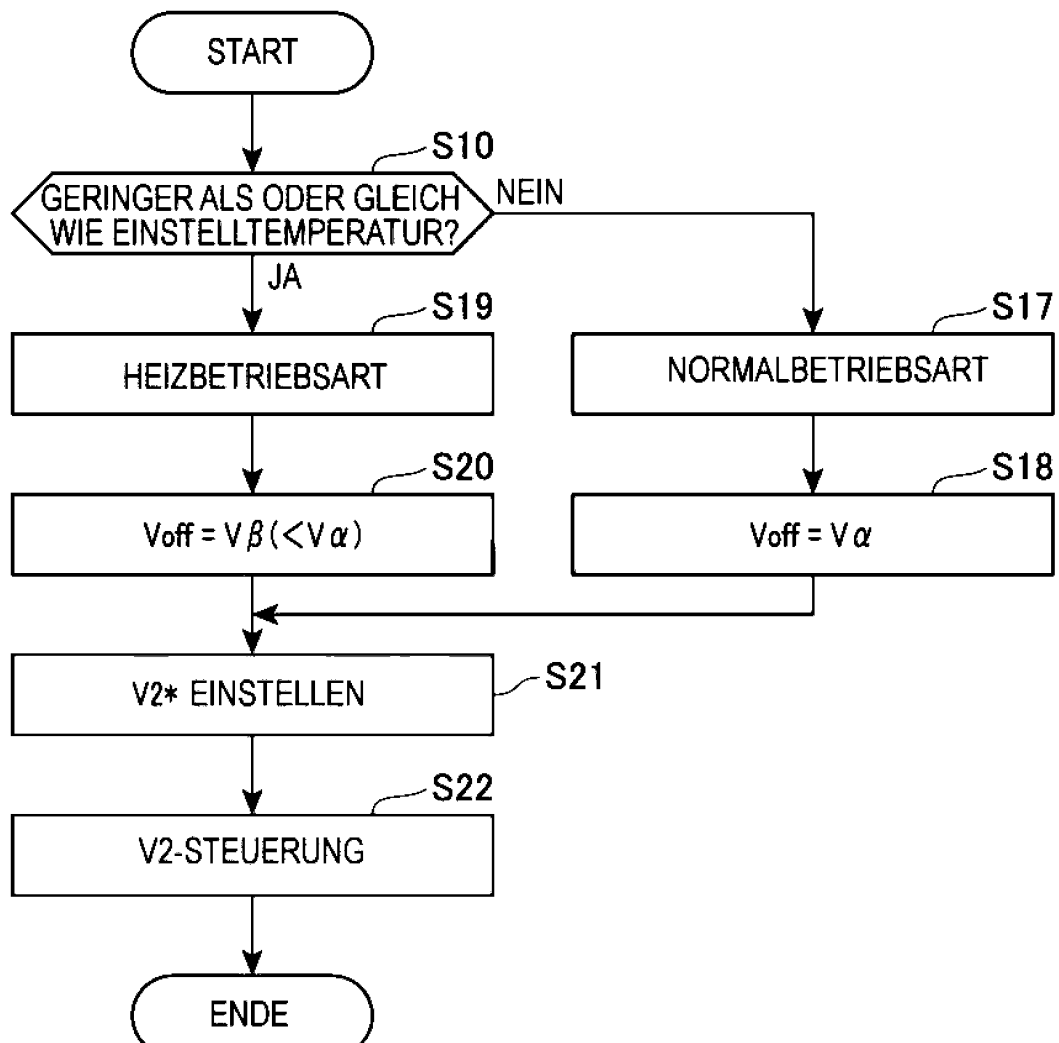 START
S10
GERINGER ALS ODER GLEICH
WIE EINSTELLTEMPERATUR?
NEIN
JA
S19
HEIZBETRIEBSART
S17
NORMALBETRIEBSART
S20
Voff = Vβ(<Vα)
S18
Voff = Vα
V2* EINSTELLEN
S21
S22
V2-STEUERUNG
ENDE